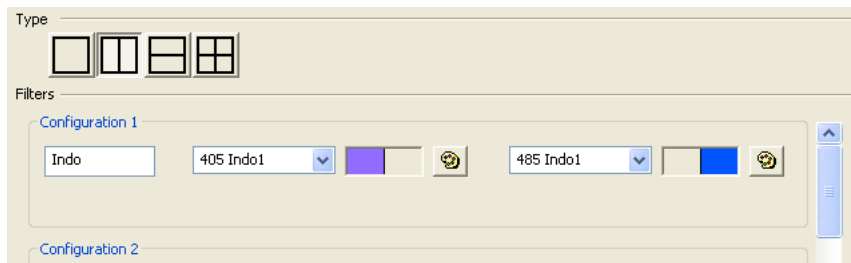 Type
Filters
Configuration 1
Indo 405 Indo1 485 Indo1
Configuration 2